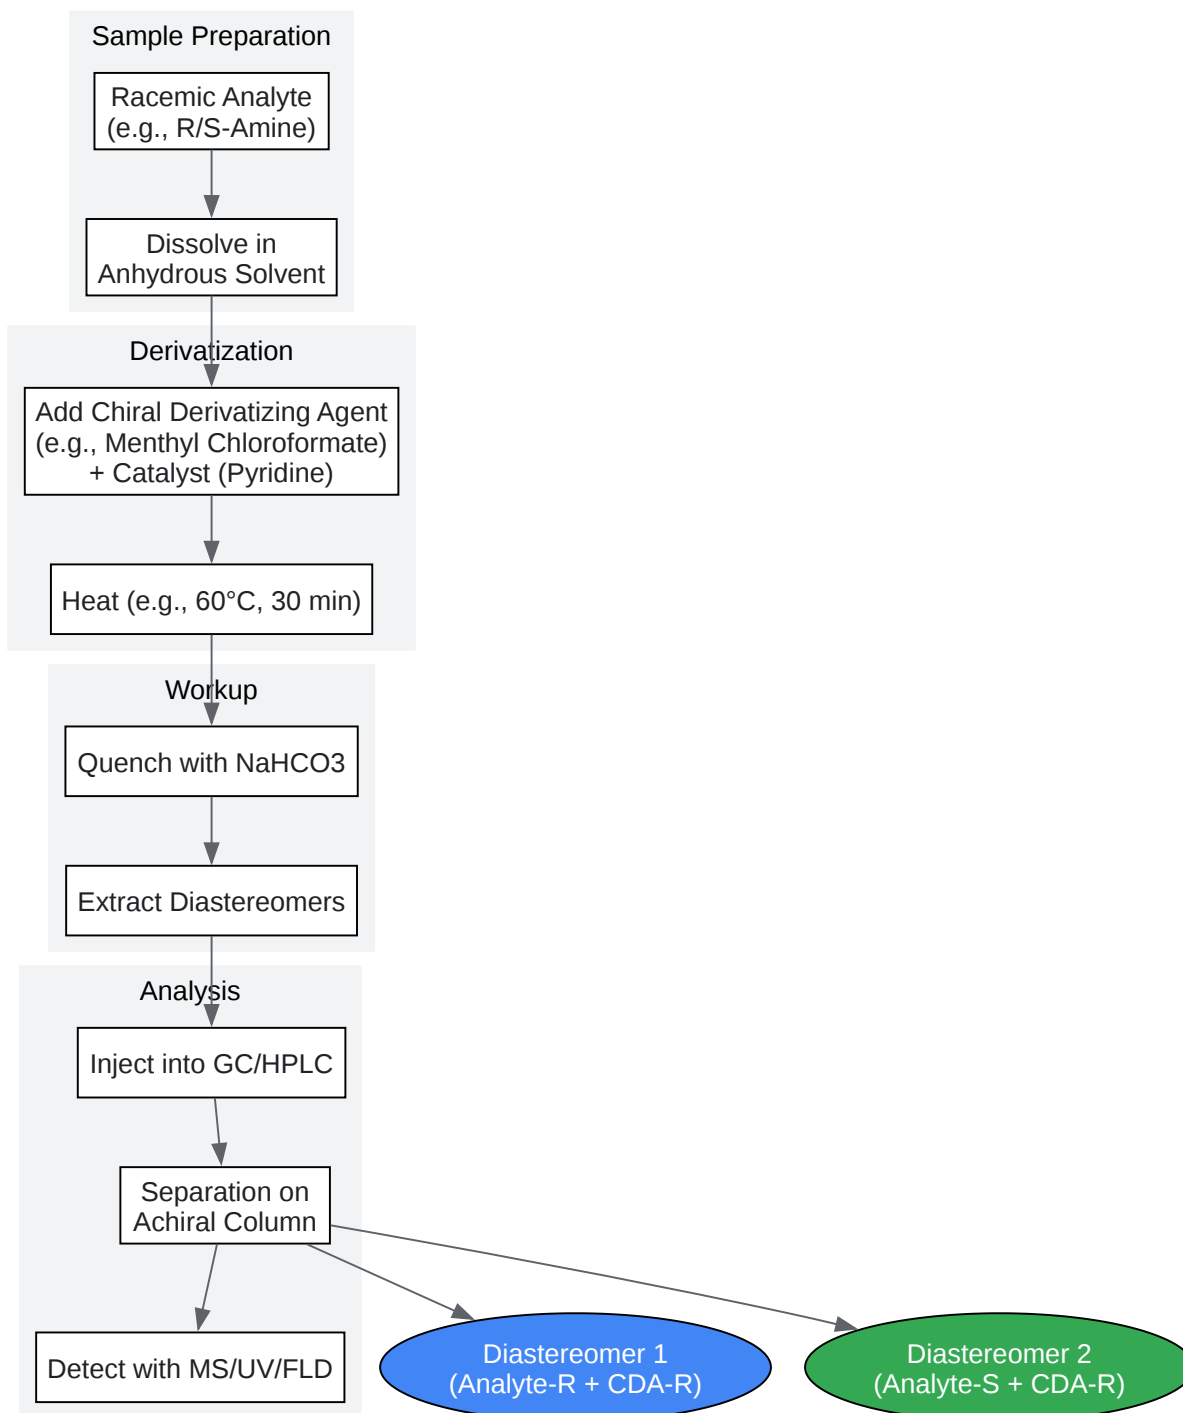 Sample Preparation
Racemic Analyte
(e.g., R/S-Amine)
Dissolve in
Anhydrous Solvent
Derivatization
Add Chiral Derivatizing Agent
(e.g., Menthyl Chloroformate)
+ Catalyst (Pyridine)
Heat (e.g., 60°C, 30 min)
Workup
Quench with NaHCO3
Extract Diastereomers
Analysis
Inject into GC/HPLC
Separation on
Achiral Column
Detect with MS/UV/FLD
Diastereomer 1
(Analyte-R + CDA-R)
Diastereomer 2
(Analyte-S + CDA-R)